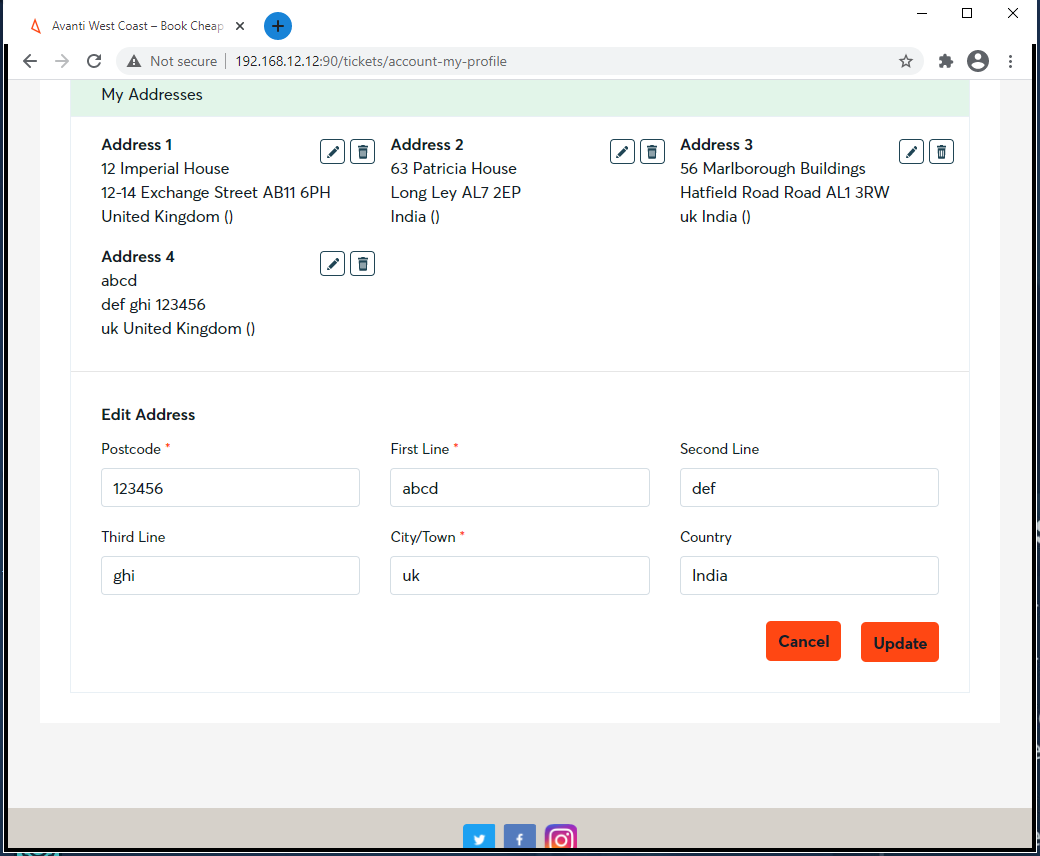 Avanti West Coast – Book Cheap
Not secure | 192.168.12.12:90/tickets/account-my-profile
My Addresses
Address 1
12 Imperial House
12-14 Exchange Street AB11 6PH
United Kingdom ()
Address 2
63 Patricia House
Long Ley AL7 2EP
India ()
Address 3
56 Marlborough Buildings
Hatfield Road Road AL1 3RW
uk India ()
Address 4
abcd
def ghi 123456
uk United Kingdom ()
Edit Address
Postcode * First Line * Second Line
123456 abcd def
Third Line City/Town * Country
ghi uk India
Cancel Update